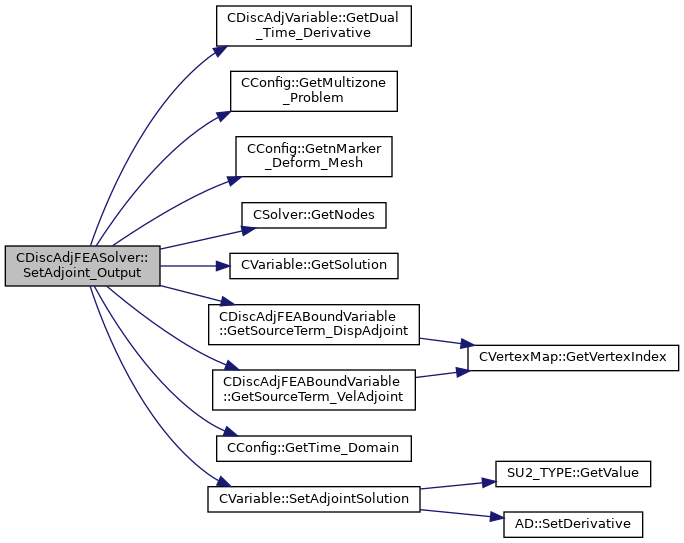 CDiscAdjFEASolver::
SetAdjoint_Output
CDiscAdjVariable::GetDual
_Time_Derivative
CConfig::GetMultizone
_Problem
CConfig::GetnMarker
_Deform_Mesh
CSolver::GetNodes
CVariable::GetSolution
CDiscAdjFEABoundVariable
::GetSourceTerm_DispAdjoint
CVertexMap::GetVertexIndex
CDiscAdjFEABoundVariable
::GetSourceTerm_VelAdjoint
CConfig::GetTime_Domain
CVariable::SetAdjointSolution
SU2_TYPE::GetValue
AD::SetDerivative